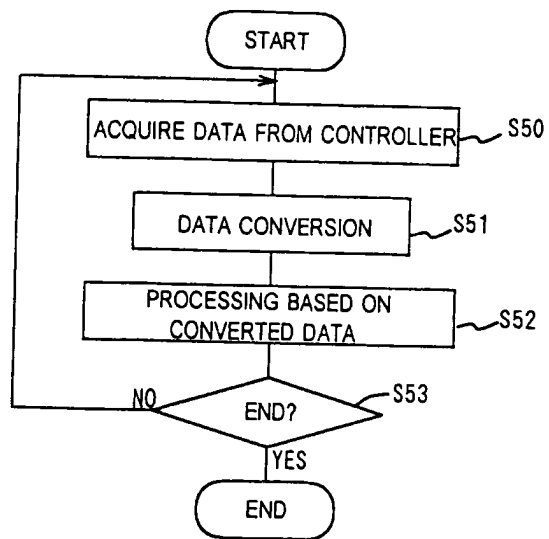 START
ACQUIRE DATA FROM CONTROLLER
S50
DATA CONVERSION
S51
PROCESSING BASED ON
CONVERTED DATA
S52
NO
END?
S53
YES
END